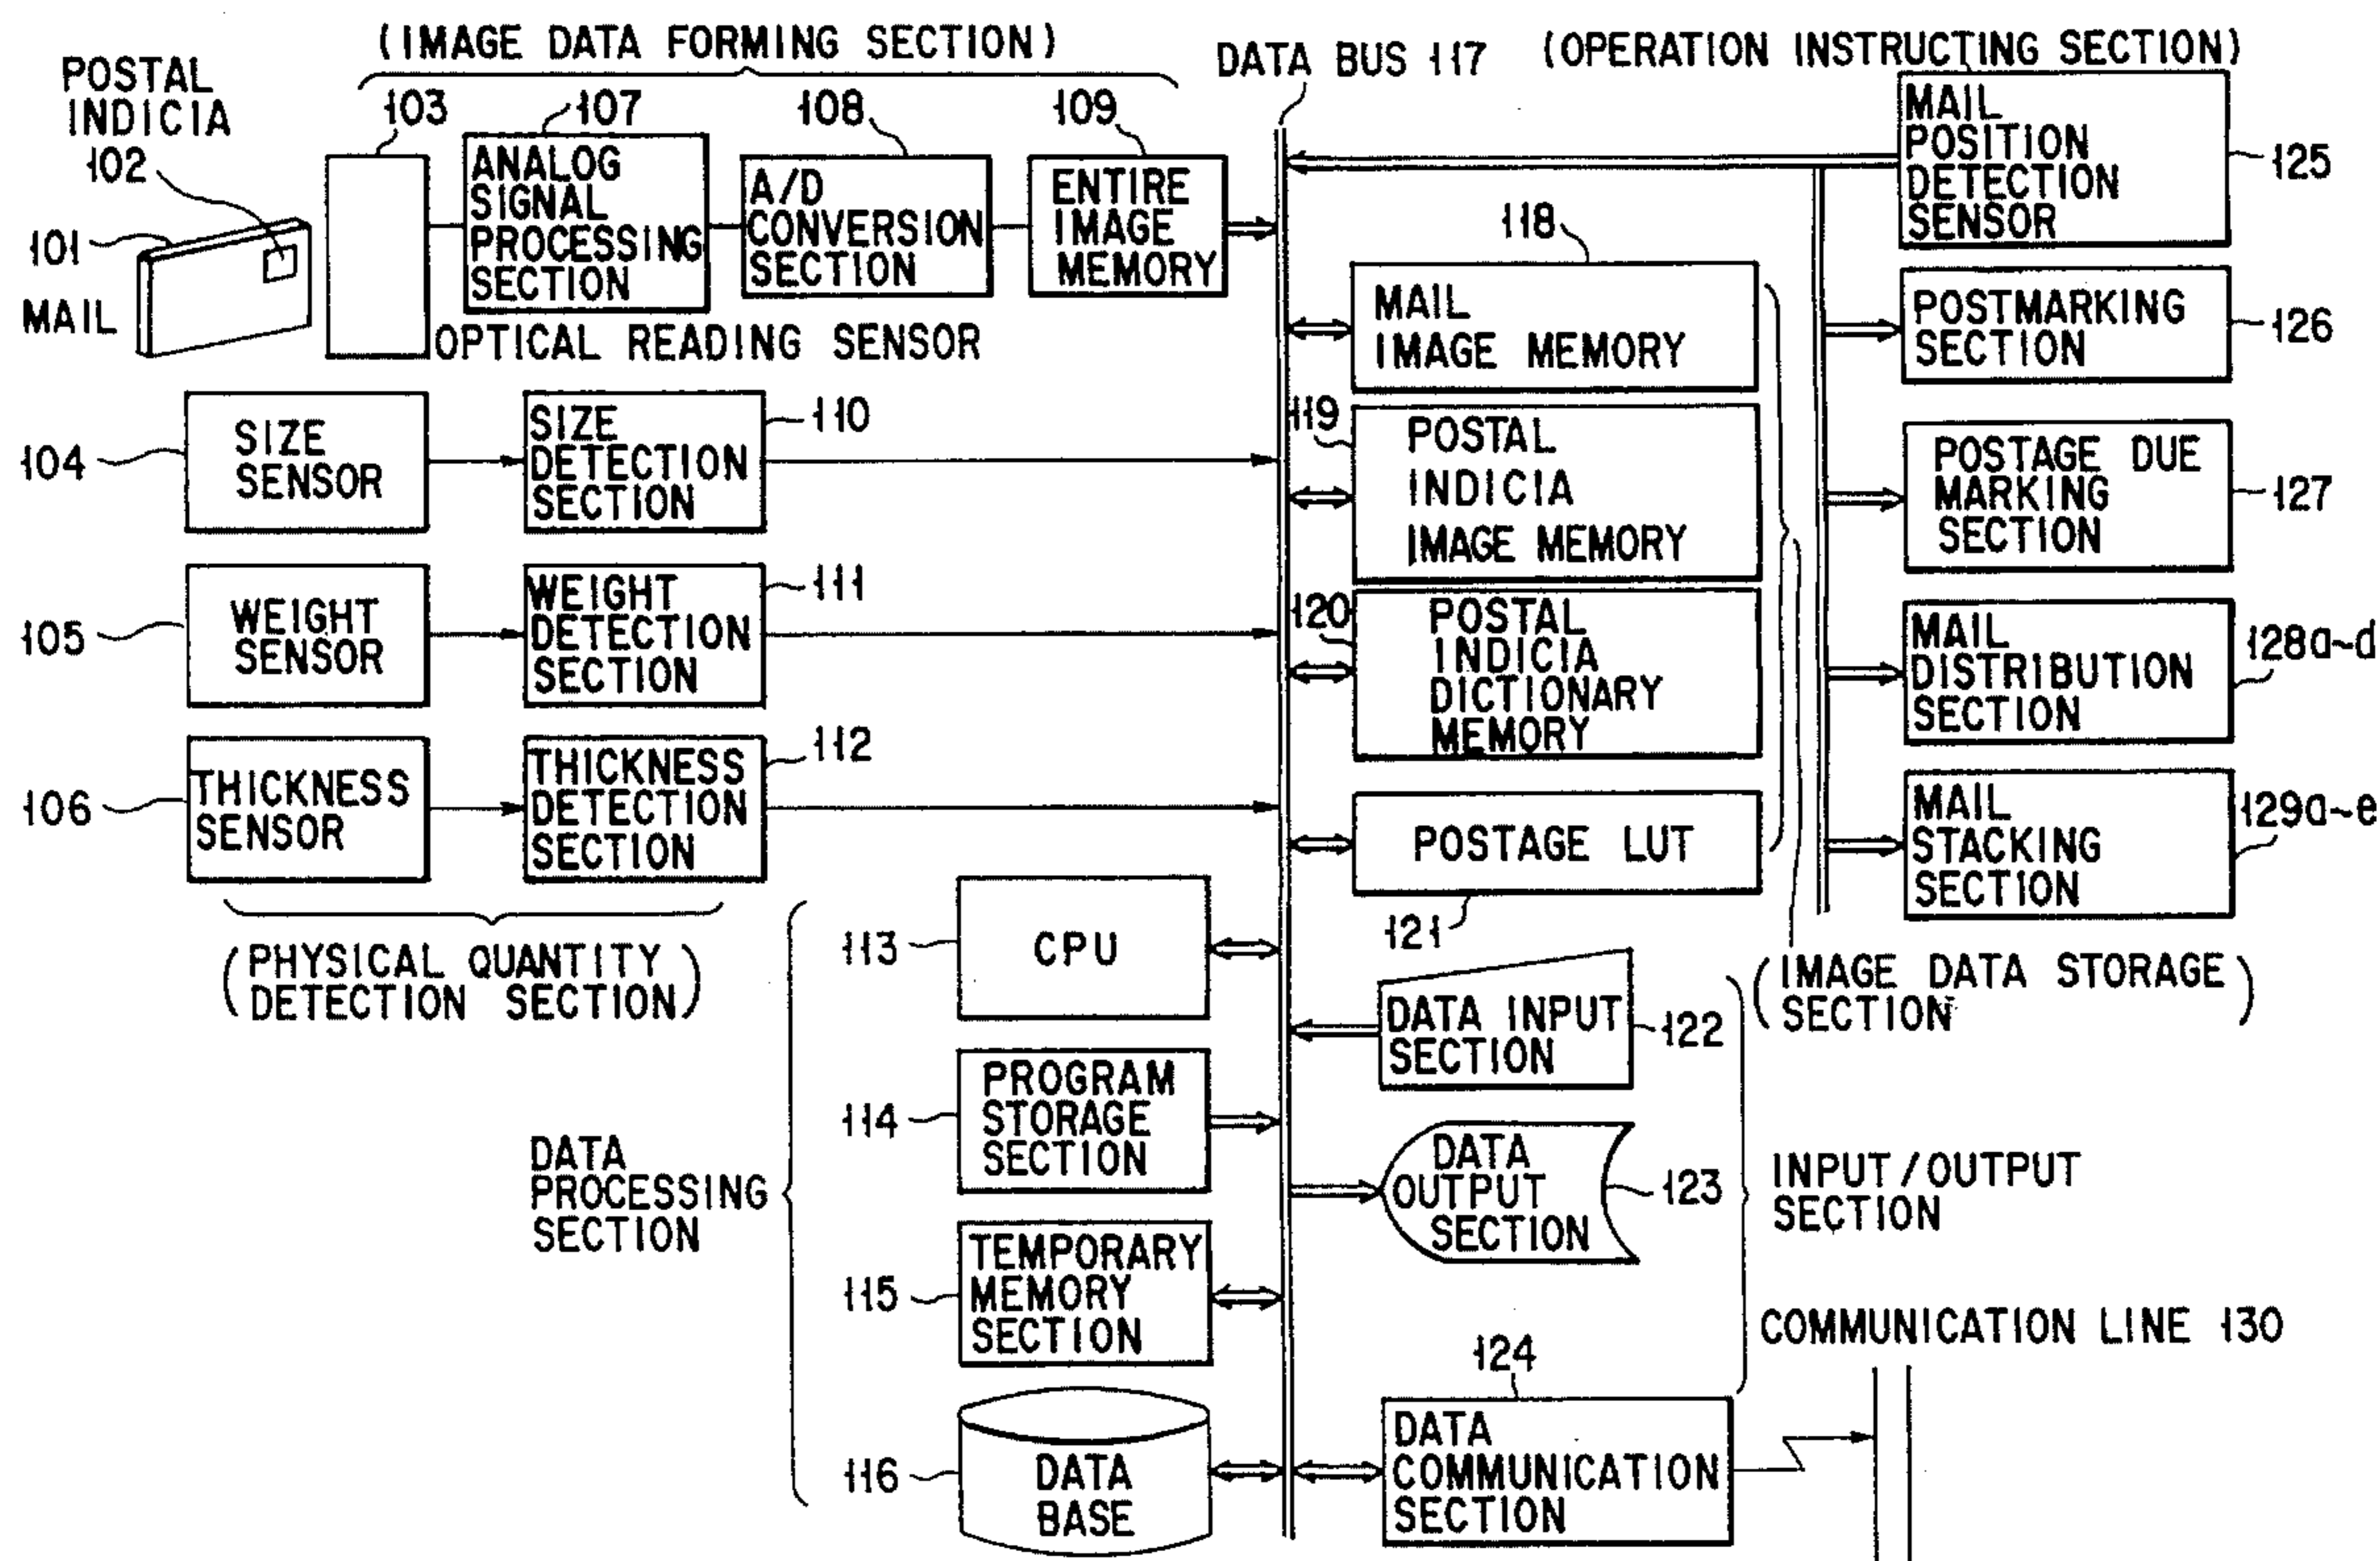 (IMAGE DATA FORMING SECTION)
DATA BUS 117
(OPERATION INSTRUCTING SECTION)
POSTAL
INDICIA
102
103
107
108
109
101
MAIL
ANALOG
SIGNAL
PROCESSING
SECTION
A/D
CONVERSION
SECTION
ENTIRE
IMAGE
MEMORY
OPTICAL READING SENSOR
MAIL
POSITION
DETECTION
SENSOR
125
118
MAIL
IMAGE MEMORY
POSTMARKING
SECTION
126
104
SIZE
SENSOR
SIZE
DETECTION
SECTION
110
119
POSTAL
INDICIA
IMAGE MEMORY
POSTAGE DUE
MARKING
SECTION
127
105
WEIGHT
SENSOR
WEIGHT
DETECTION
SECTION
111
120
POSTAL
INDICIA
DICTIONARY
MEMORY
MAIL
DISTRIBUTION
SECTION
128a~d
106
THICKNESS
SENSOR
THICKNESS
DETECTION
SECTION
112
POSTAGE LUT
121
MAIL
STACKING
SECTION
129a~e
(PHYSICAL QUANTITY
DETECTION SECTION)
113
CPU
(IMAGE DATA STORAGE
SECTION)
DATA INPUT
SECTION
122
DATA
PROCESSING
SECTION
114
PROGRAM
STORAGE
SECTION
DATA
OUTPUT
SECTION
123
INPUT/OUTPUT
SECTION
115
TEMPORARY
MEMORY
SECTION
COMMUNICATION LINE 130
124
116
DATA
BASE
DATA
COMMUNICATION
SECTION